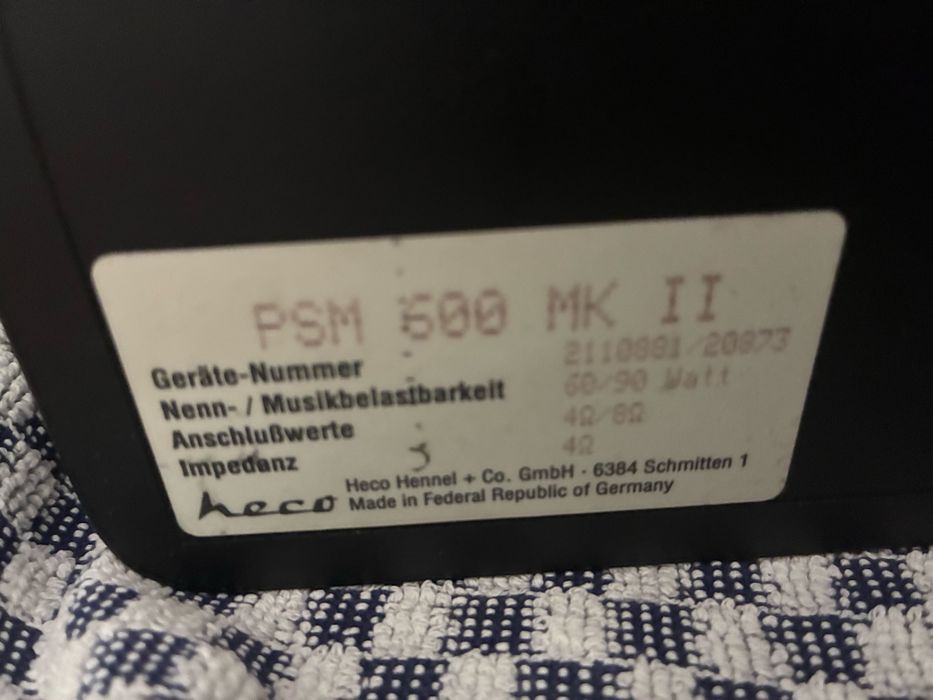 PSM 600 MK II
Geräte-Nummer 2110881/20873
Nenn- / Musikbelastbarkeit 60/90 Watt
Anschlußwerte 4Ω/8Ω
Impedanz 4Ω
heco Heco Hennel + Co. GmbH · 6384 Schmitten 1
Made in Federal Republic of Germany